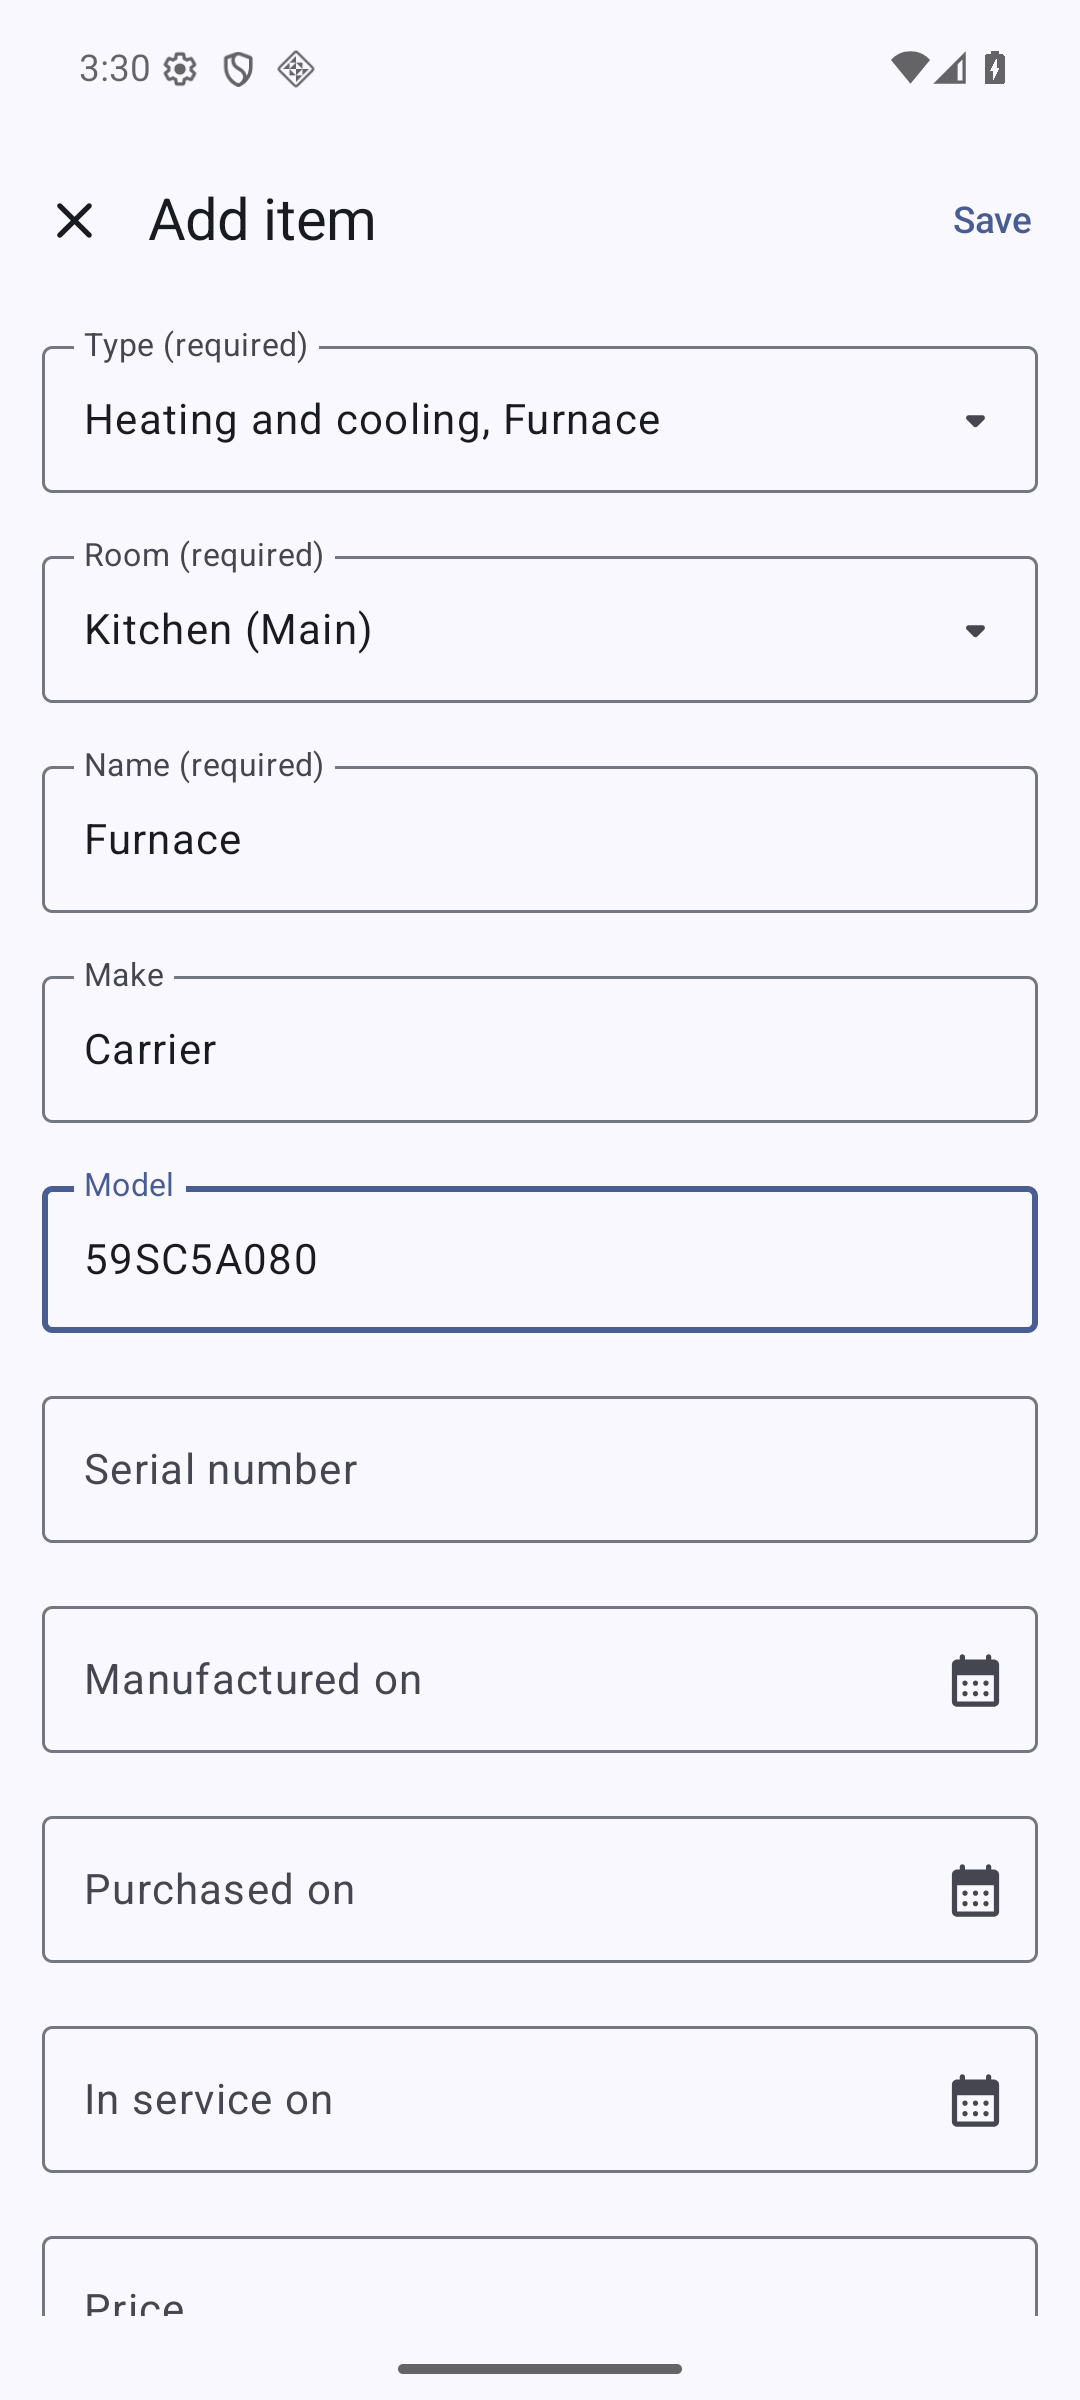 3:30
Add item
Save
Type (required)
Heating and cooling, Furnace
Room (required)
Kitchen (Main)
Name (required)
Furnace
Make
Carrier
Model
59SC5A080
Serial number
Manufactured on
Purchased on
In service on
Price